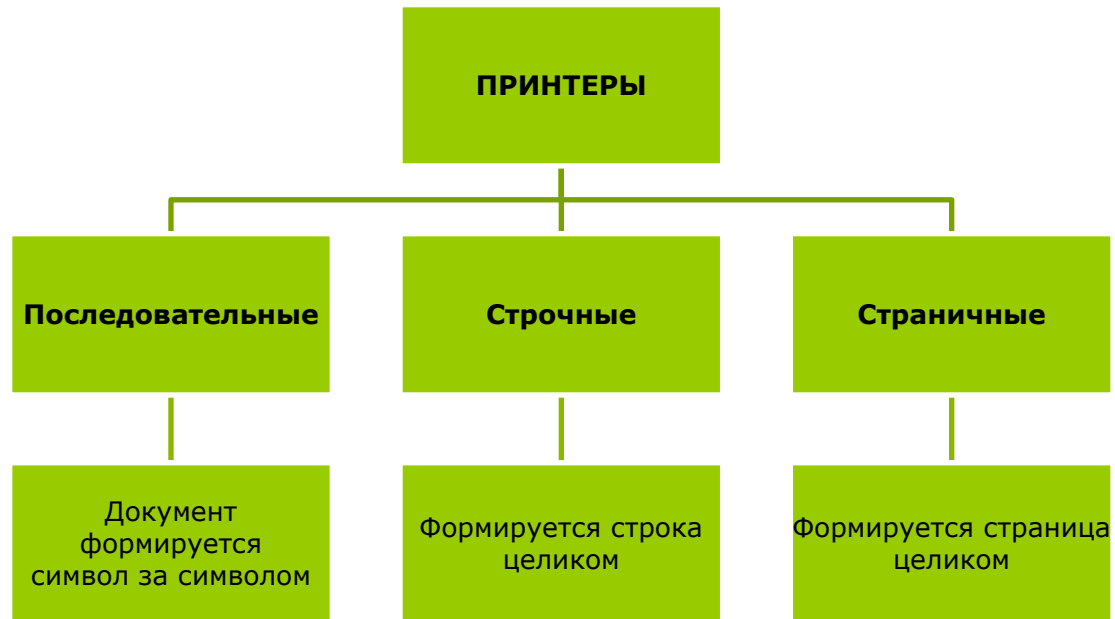 ПРИНТЕРЫ
Последовательные
Строчные
Страничные
Документ
формируется
символ за символом
Формируется строка
целиком
Формируется страница
целиком